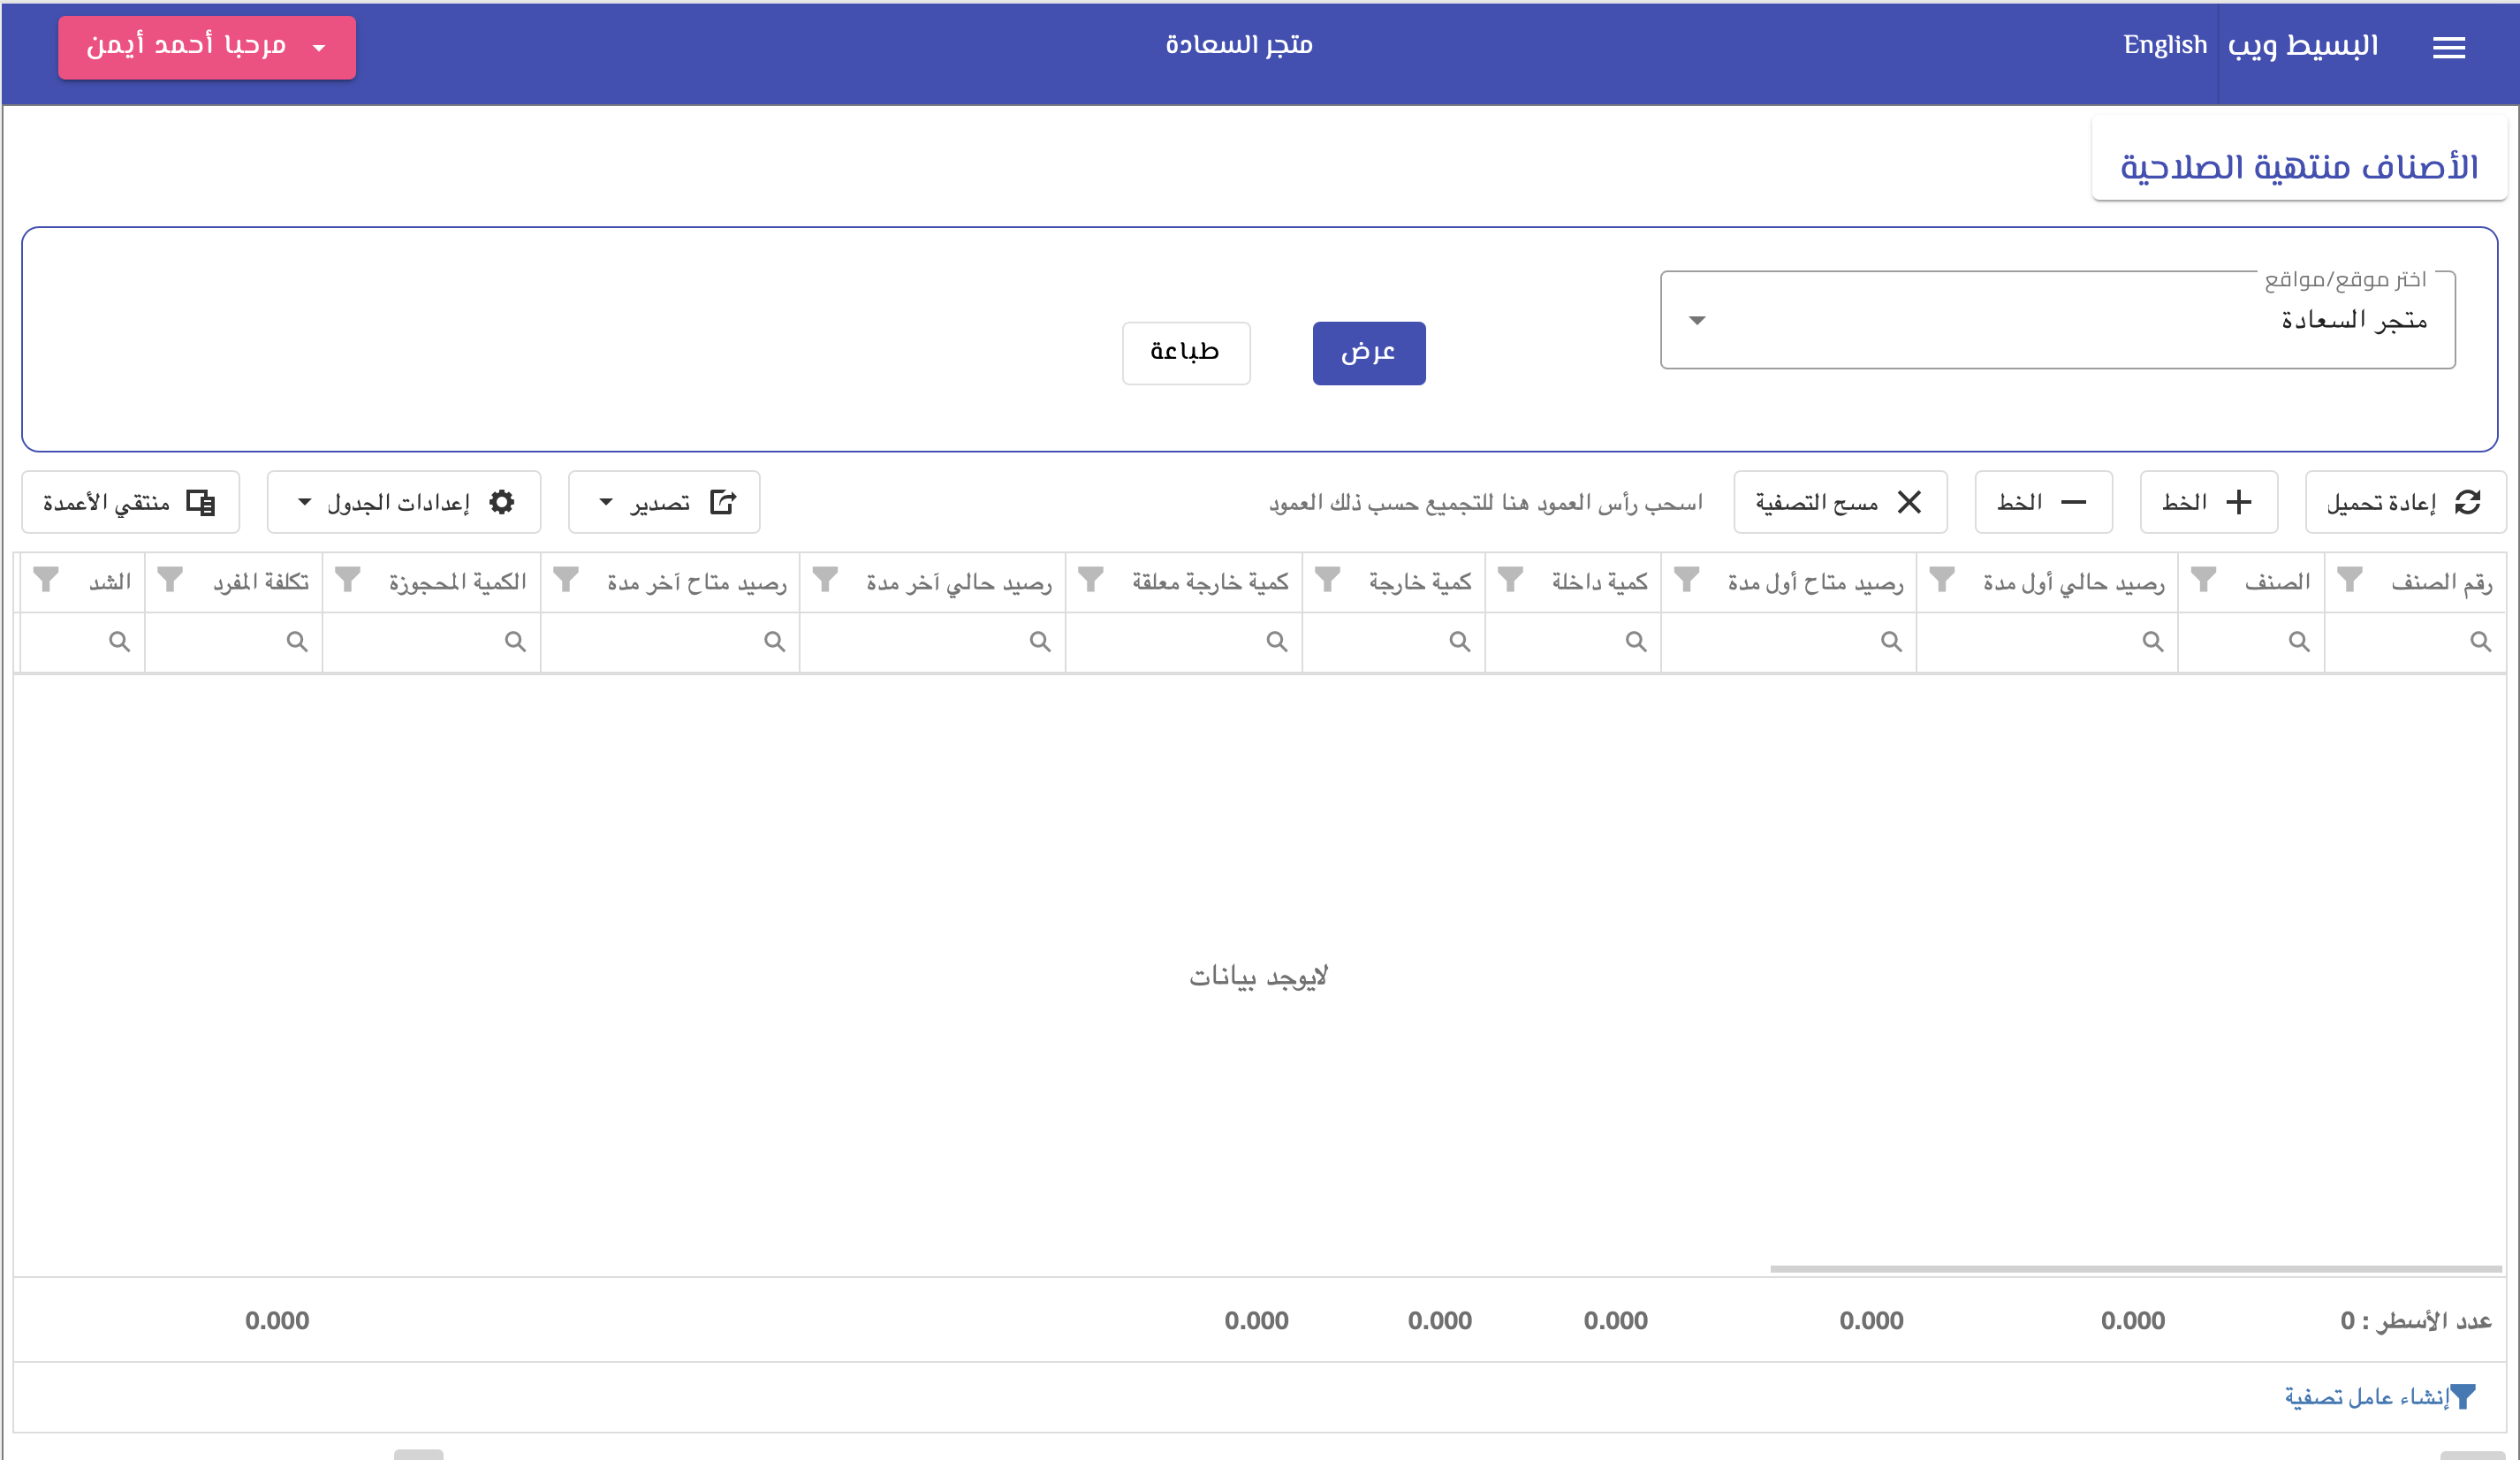 البسيط ويب English متجر السعادة مرحبا أحمد أيمن
الأصناف منتهية الصلاحية
اختر موقع/مواقع
متجر السعادة
عرض طباعة
إعادة تحميل الخط الخط مسح التصفية اسحب رأس العمود هنا للتجميع حسب ذلك العمود تصدير إعدادات الجدول منتقي الأعمدة
رقم الصنف الصنف رصيد حالي أول مدة رصيد متاح أول مدة كمية داخلة كمية خارجة كمية خارجة معلقة رصيد حالي آخر مدة رصيد متاح آخر مدة الكمية المحجوزة تكلفة المفرد الشد
لايوجد بيانات
عدد الأسطر : 0 0.000 0.000 0.000 0.000 0.000 0.000
إنشاء عامل تصفية